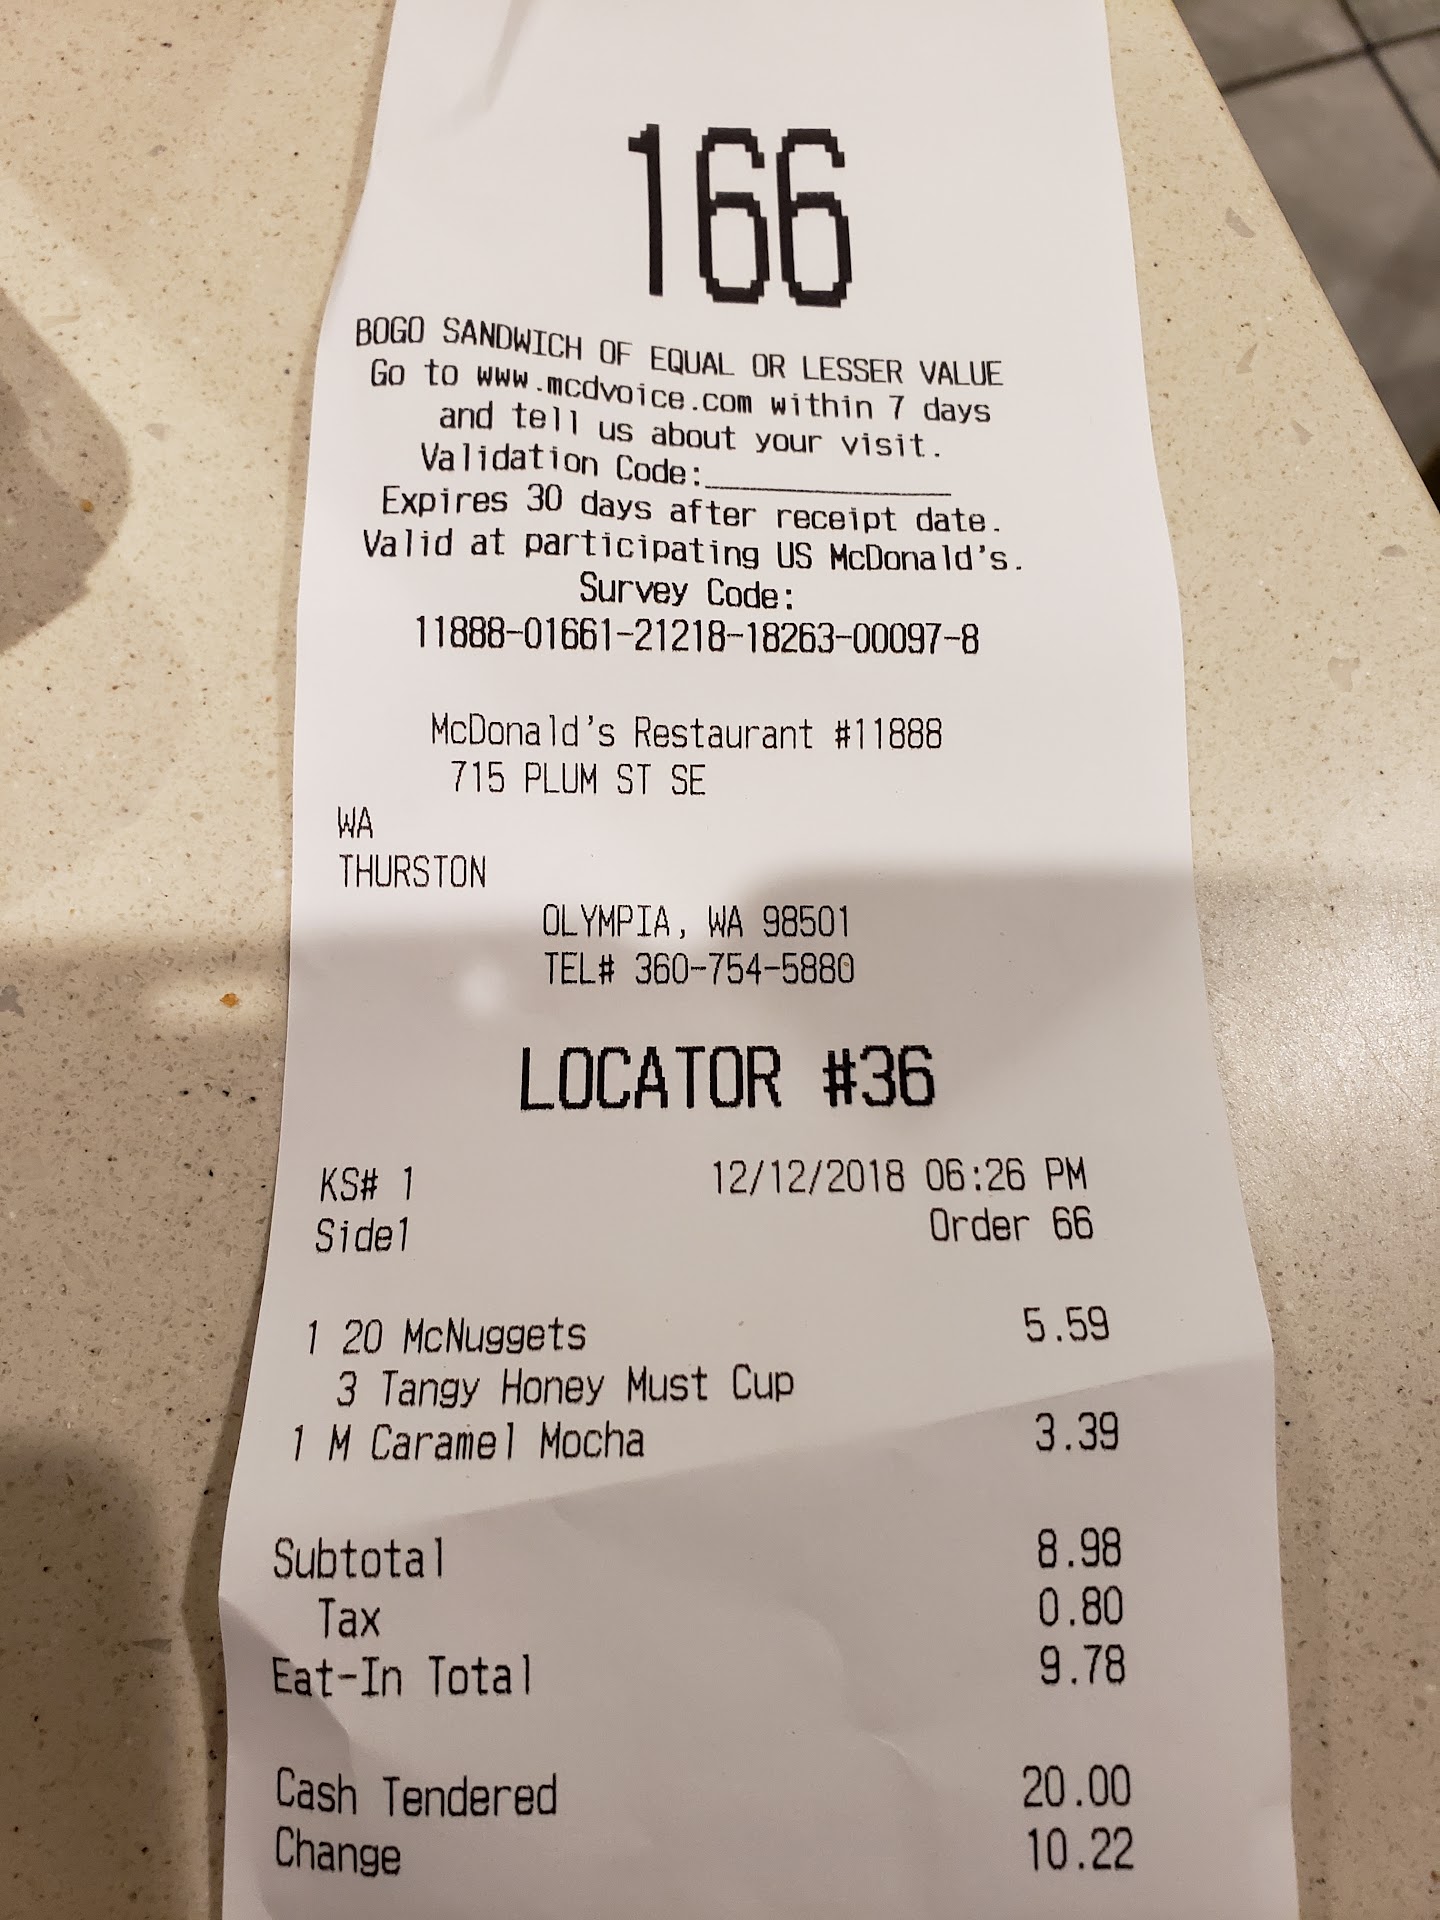 166
BOGO SANDWICH OF EQUAL OR LESSER VALUE
Go to www.mcdvoice.com within 7 days
and tell us about your visit.
Validation Code:______________
Expires 30 days after receipt date.
Valid at participating US McDonald's.
Survey Code:
11888-01661-21218-18263-00097-8
McDonald's Restaurant #11888
715 PLUM ST SE
WA
THURSTON
OLYMPIA, WA 98501
TEL# 360-754-5880
LOCATOR #36
KS# 1 12/12/2018 06:26 PM
Side1 Order 66
1 20 McNuggets 5.59
3 Tangy Honey Must Cup
1 M Caramel Mocha 3.39
Subtotal 8.98
Tax 0.80
Eat-In Total 9.78
Cash Tendered 20.00
Change 10.22